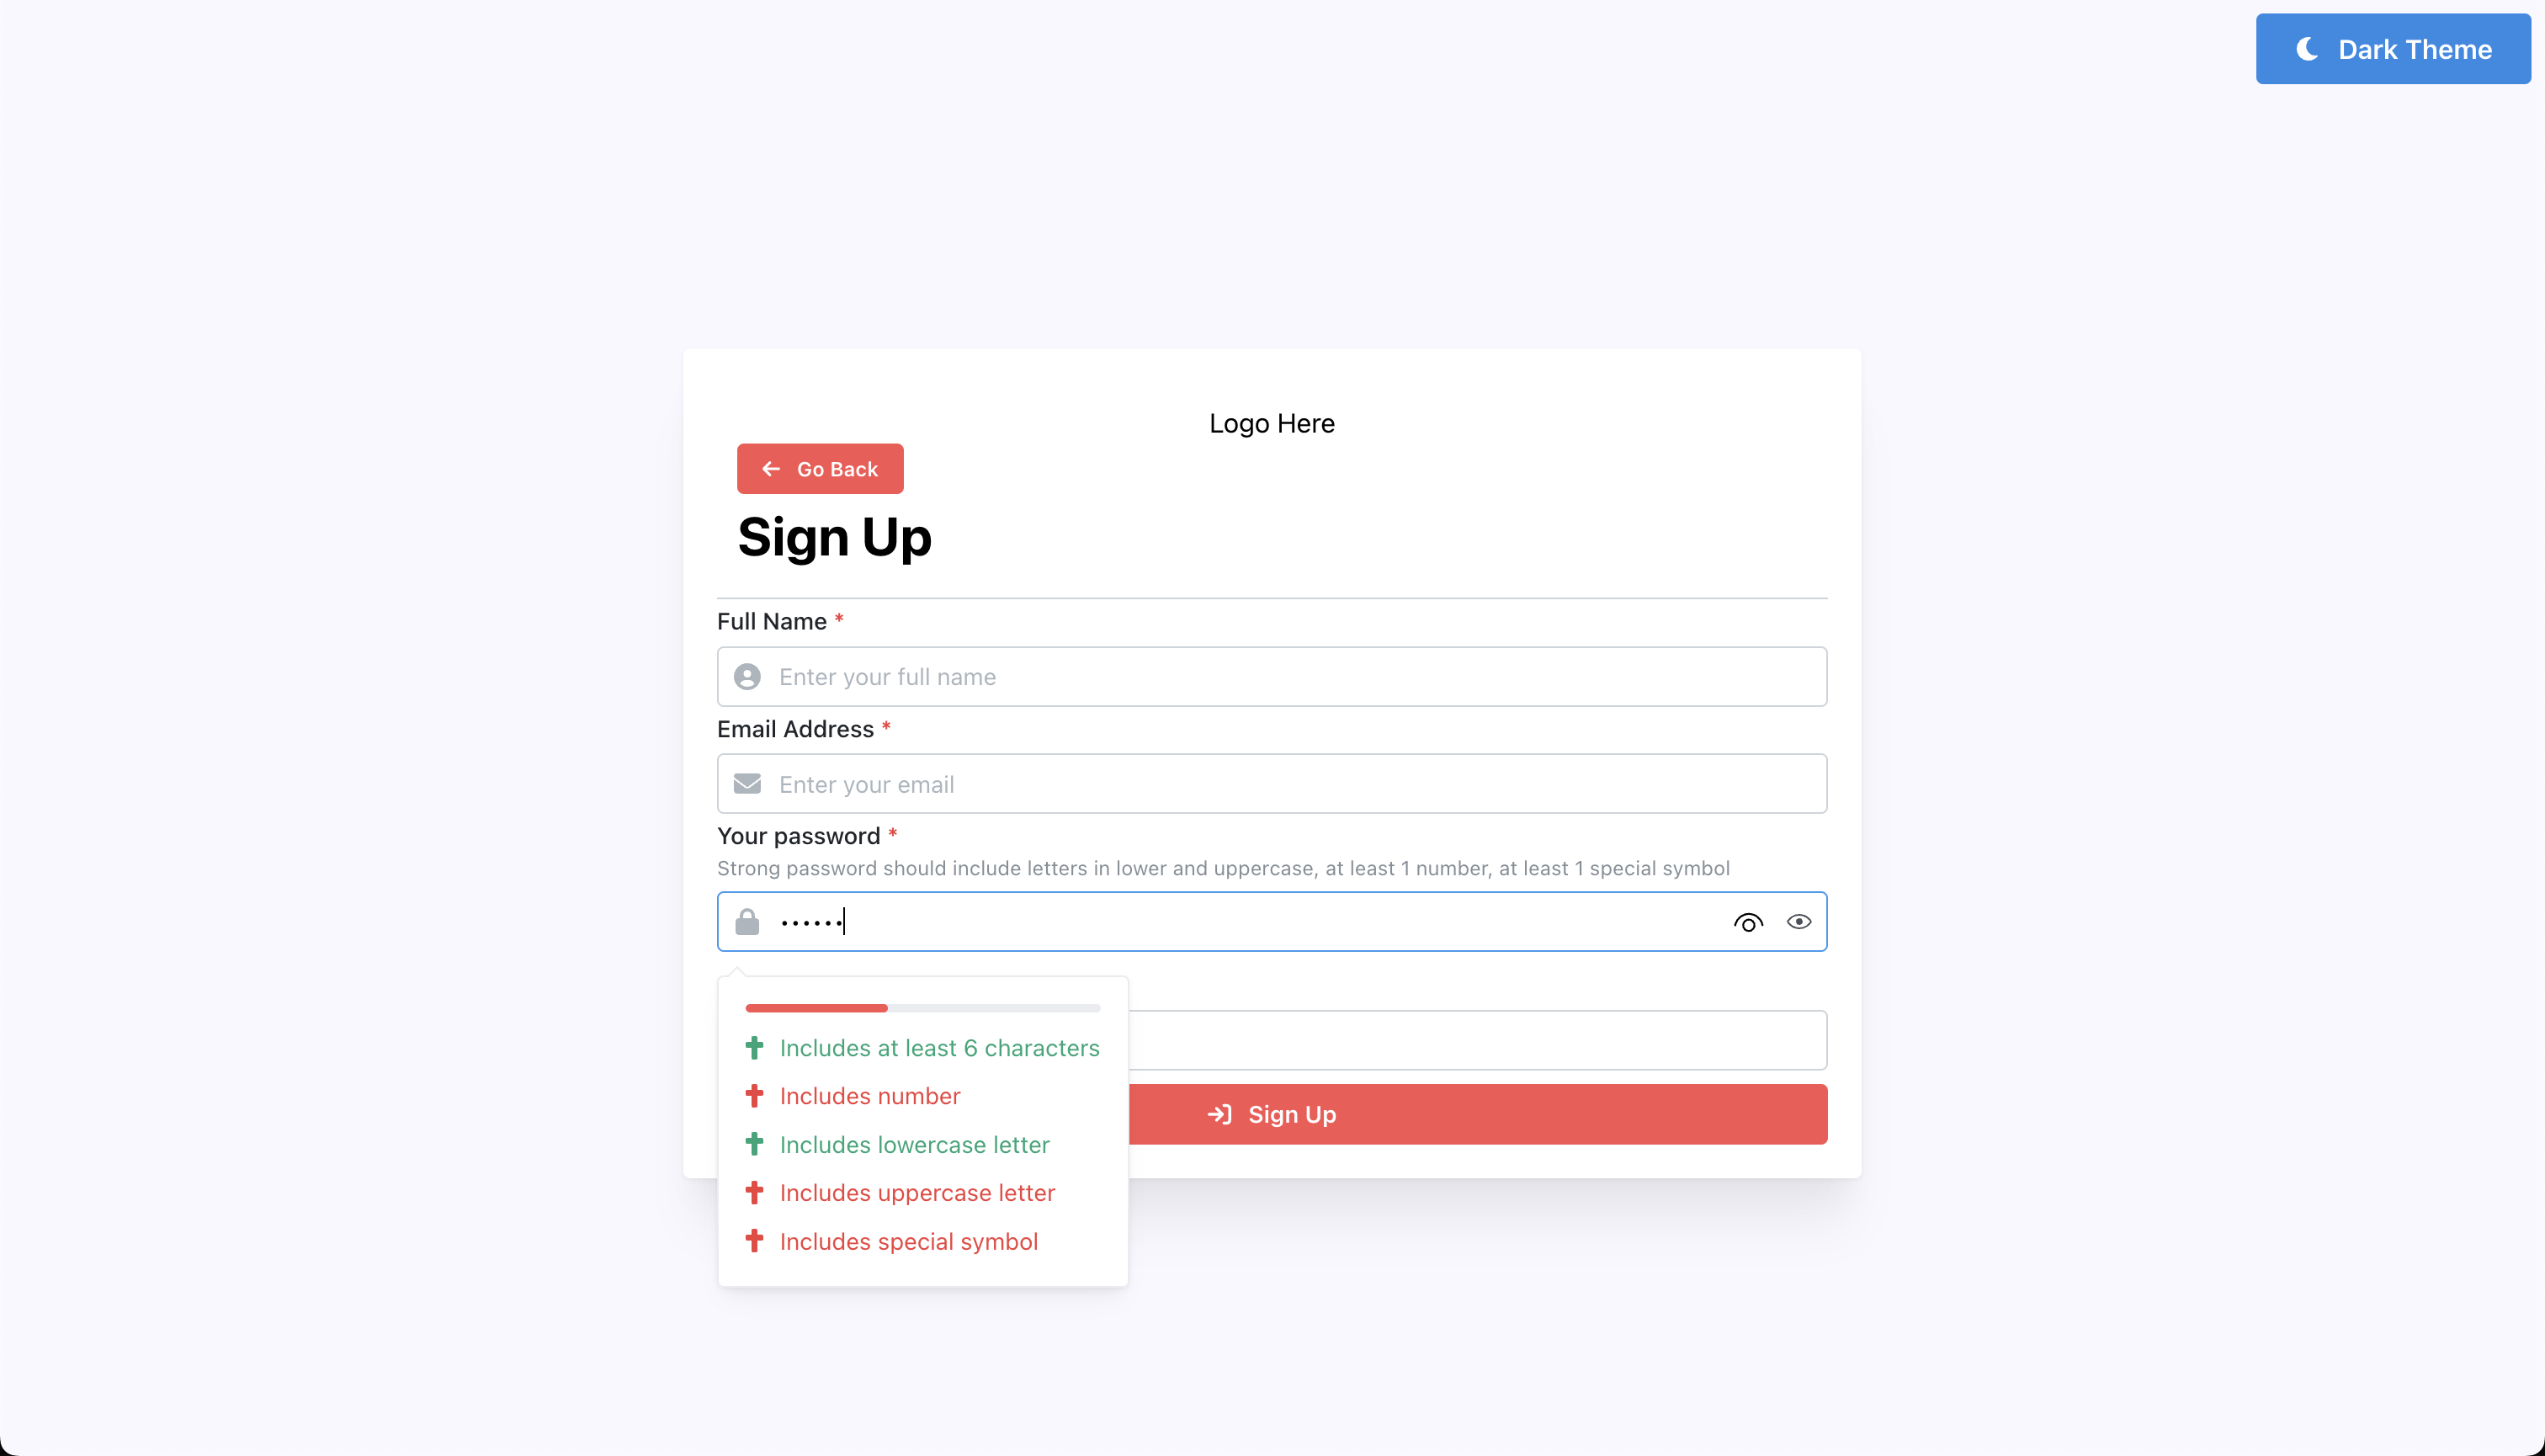 Dark Theme
Logo Here
Go Back
Sign Up
Full Name *
Enter your full name
Email Address *
Enter your email
Your password *
Strong password should include letters in lower and uppercase, at least 1 number, at least 1 special symbol
••••••
Includes at least 6 characters
Includes number
Sign Up
Includes lowercase letter
Includes uppercase letter
Includes special symbol